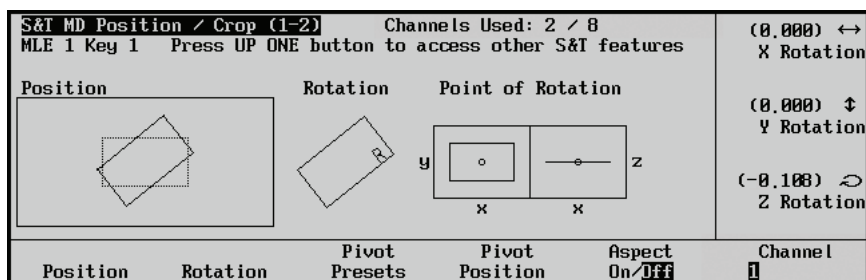 S&T MD Position / Crop (1-2) Channels Used: 2 / 8
MLE 1 Key 1 Press UP ONE button to access other S&T features
Position Rotation Point of Rotation
R
y z
x x
(0.000) ↔
X Rotation
(0.000) ↕
Y Rotation
(-0.108)
Z Rotation
Position Rotation Pivot Presets Pivot Position Aspect On/Off Channel 1